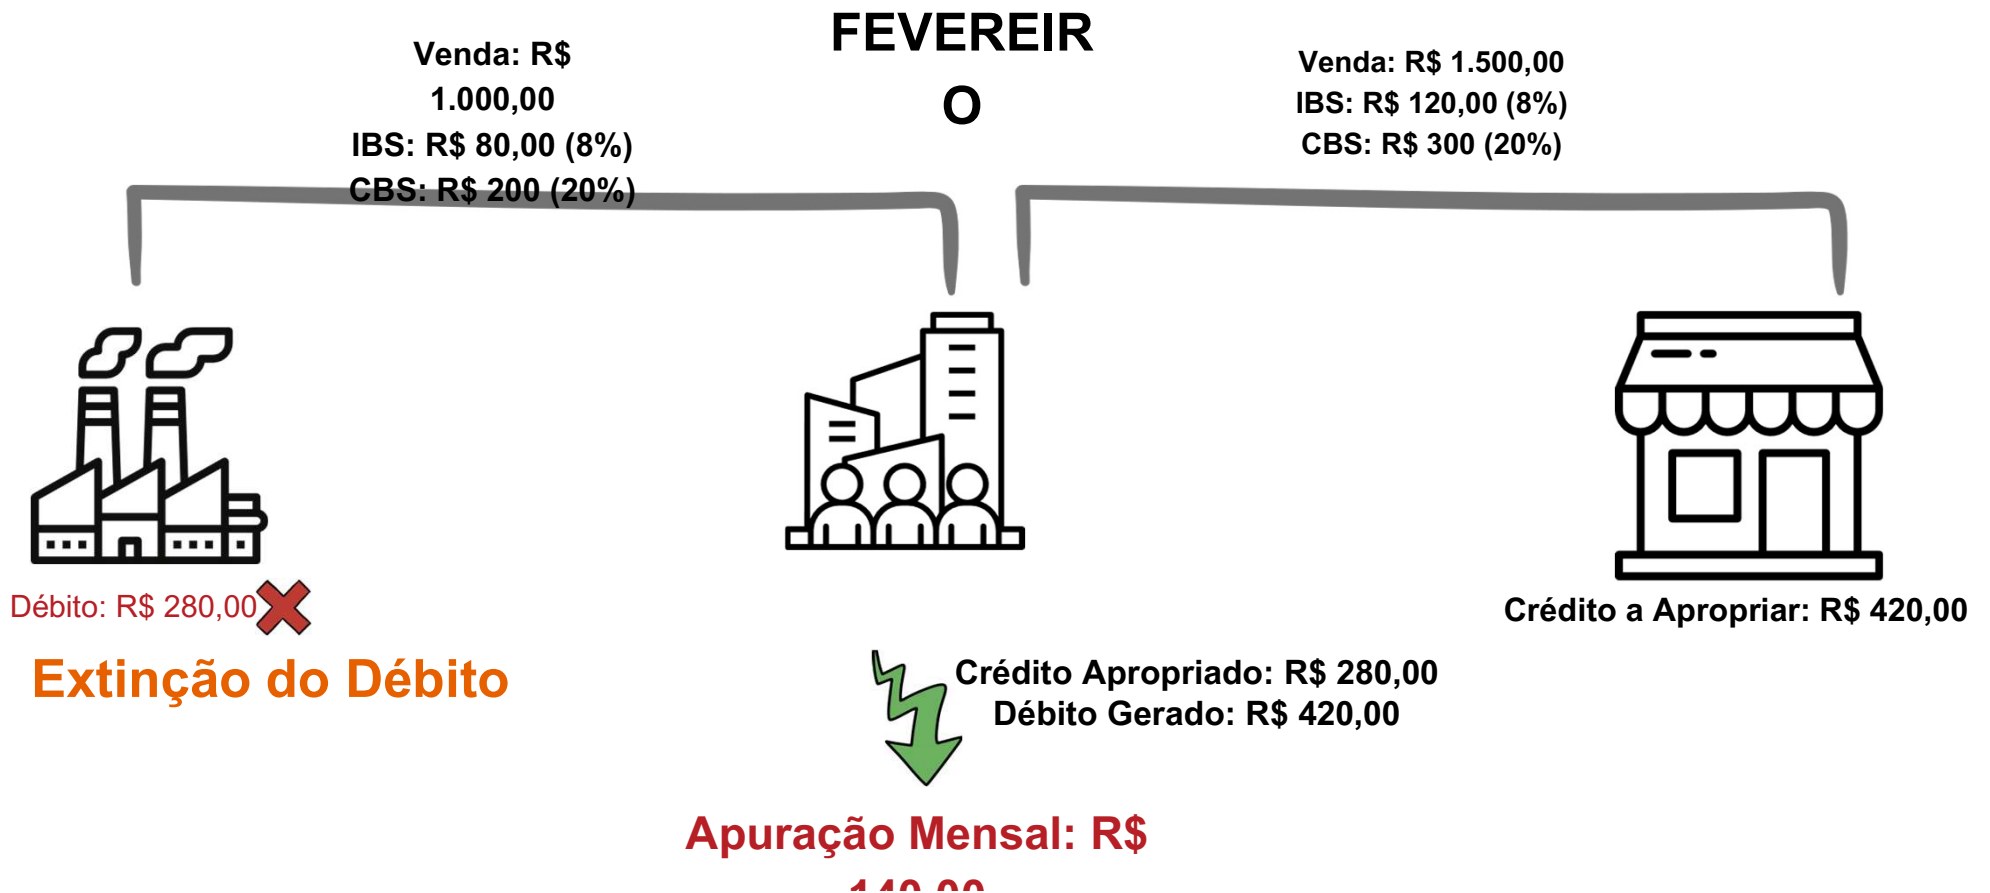 FEVEREIR
O
Venda: R$
1.000,00
IBS: R$ 80,00 (8%)
CBS: R$ 200 (20%)
Venda: R$ 1.500,00
IBS: R$ 120,00 (8%)
CBS: R$ 300 (20%)
Débito: R$ 280,00
Extinção do Débito
Crédito a Apropriar: R$ 420,00
Crédito Apropriado: R$ 280,00
Débito Gerado: R$ 420,00
Apuração Mensal: R$
140,00